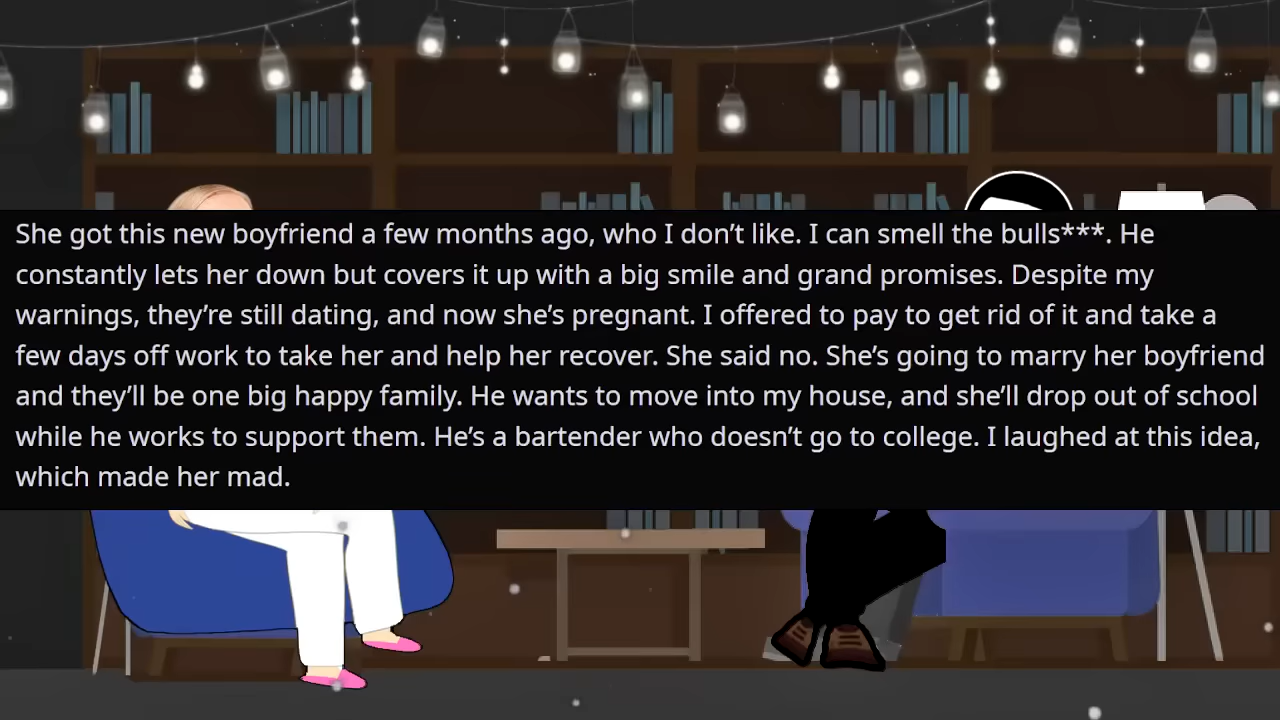 She got this new boyfriend a few months ago, who I don’t like. I can smell the bulls***. He
constantly lets her down but covers it up with a big smile and grand promises. Despite my
warnings, they’re still dating, and now she’s pregnant. I offered to pay to get rid of it and take a
few days off work to take her and help her recover. She said no. She’s going to marry her boyfriend
and they’ll be one big happy family. He wants to move into my house, and she’ll drop out of school
while he works to support them. He’s a bartender who doesn’t go to college. I laughed at this idea,
which made her mad.